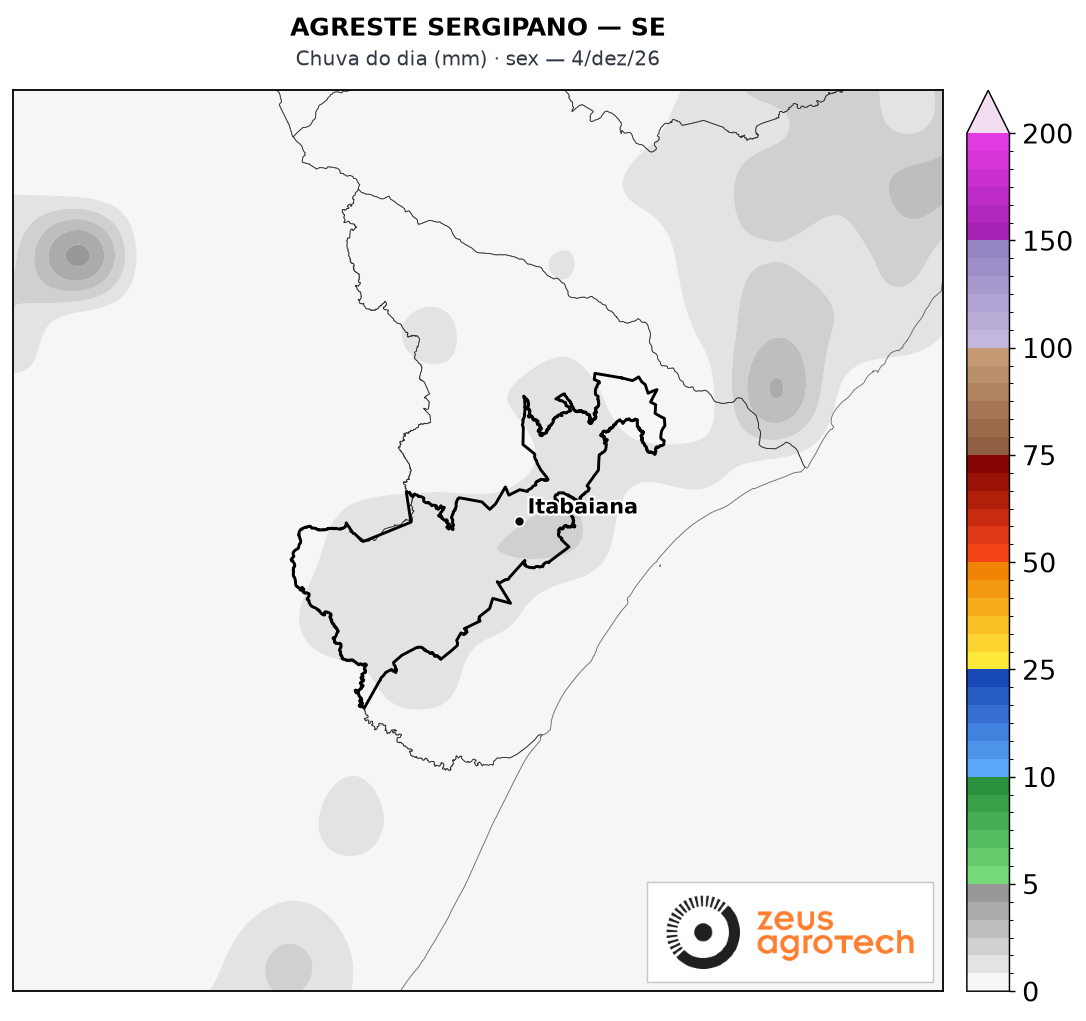 AGRESTE SERGIPANO — SE
Chuva do dia (mm) · sex — 4/dez/26
200
150
100
75
50
25
10
5
0
Itabaiana
zeus
agrotech